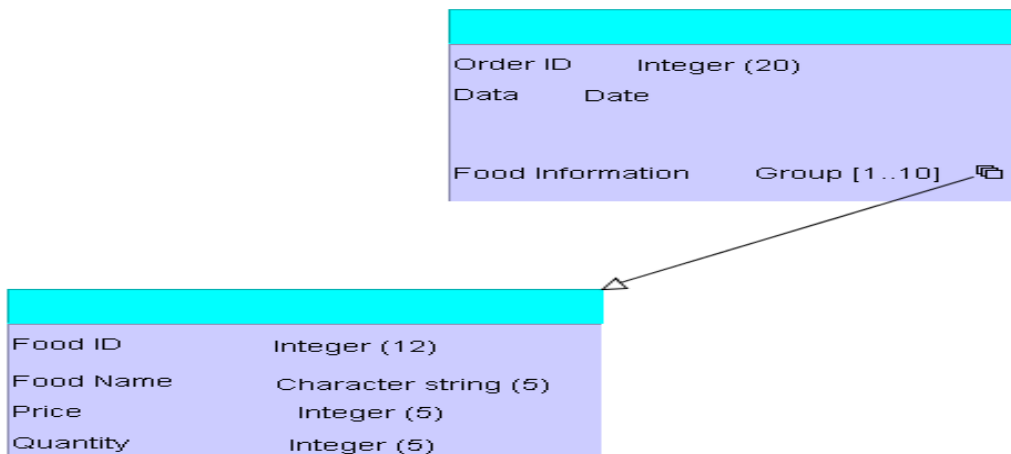 Order ID Integer (20)
Data Date
Food Information Group [1..10]
Food ID Integer (12)
Food Name Character string (5)
Price Integer (5)
Quantity Integer (5)